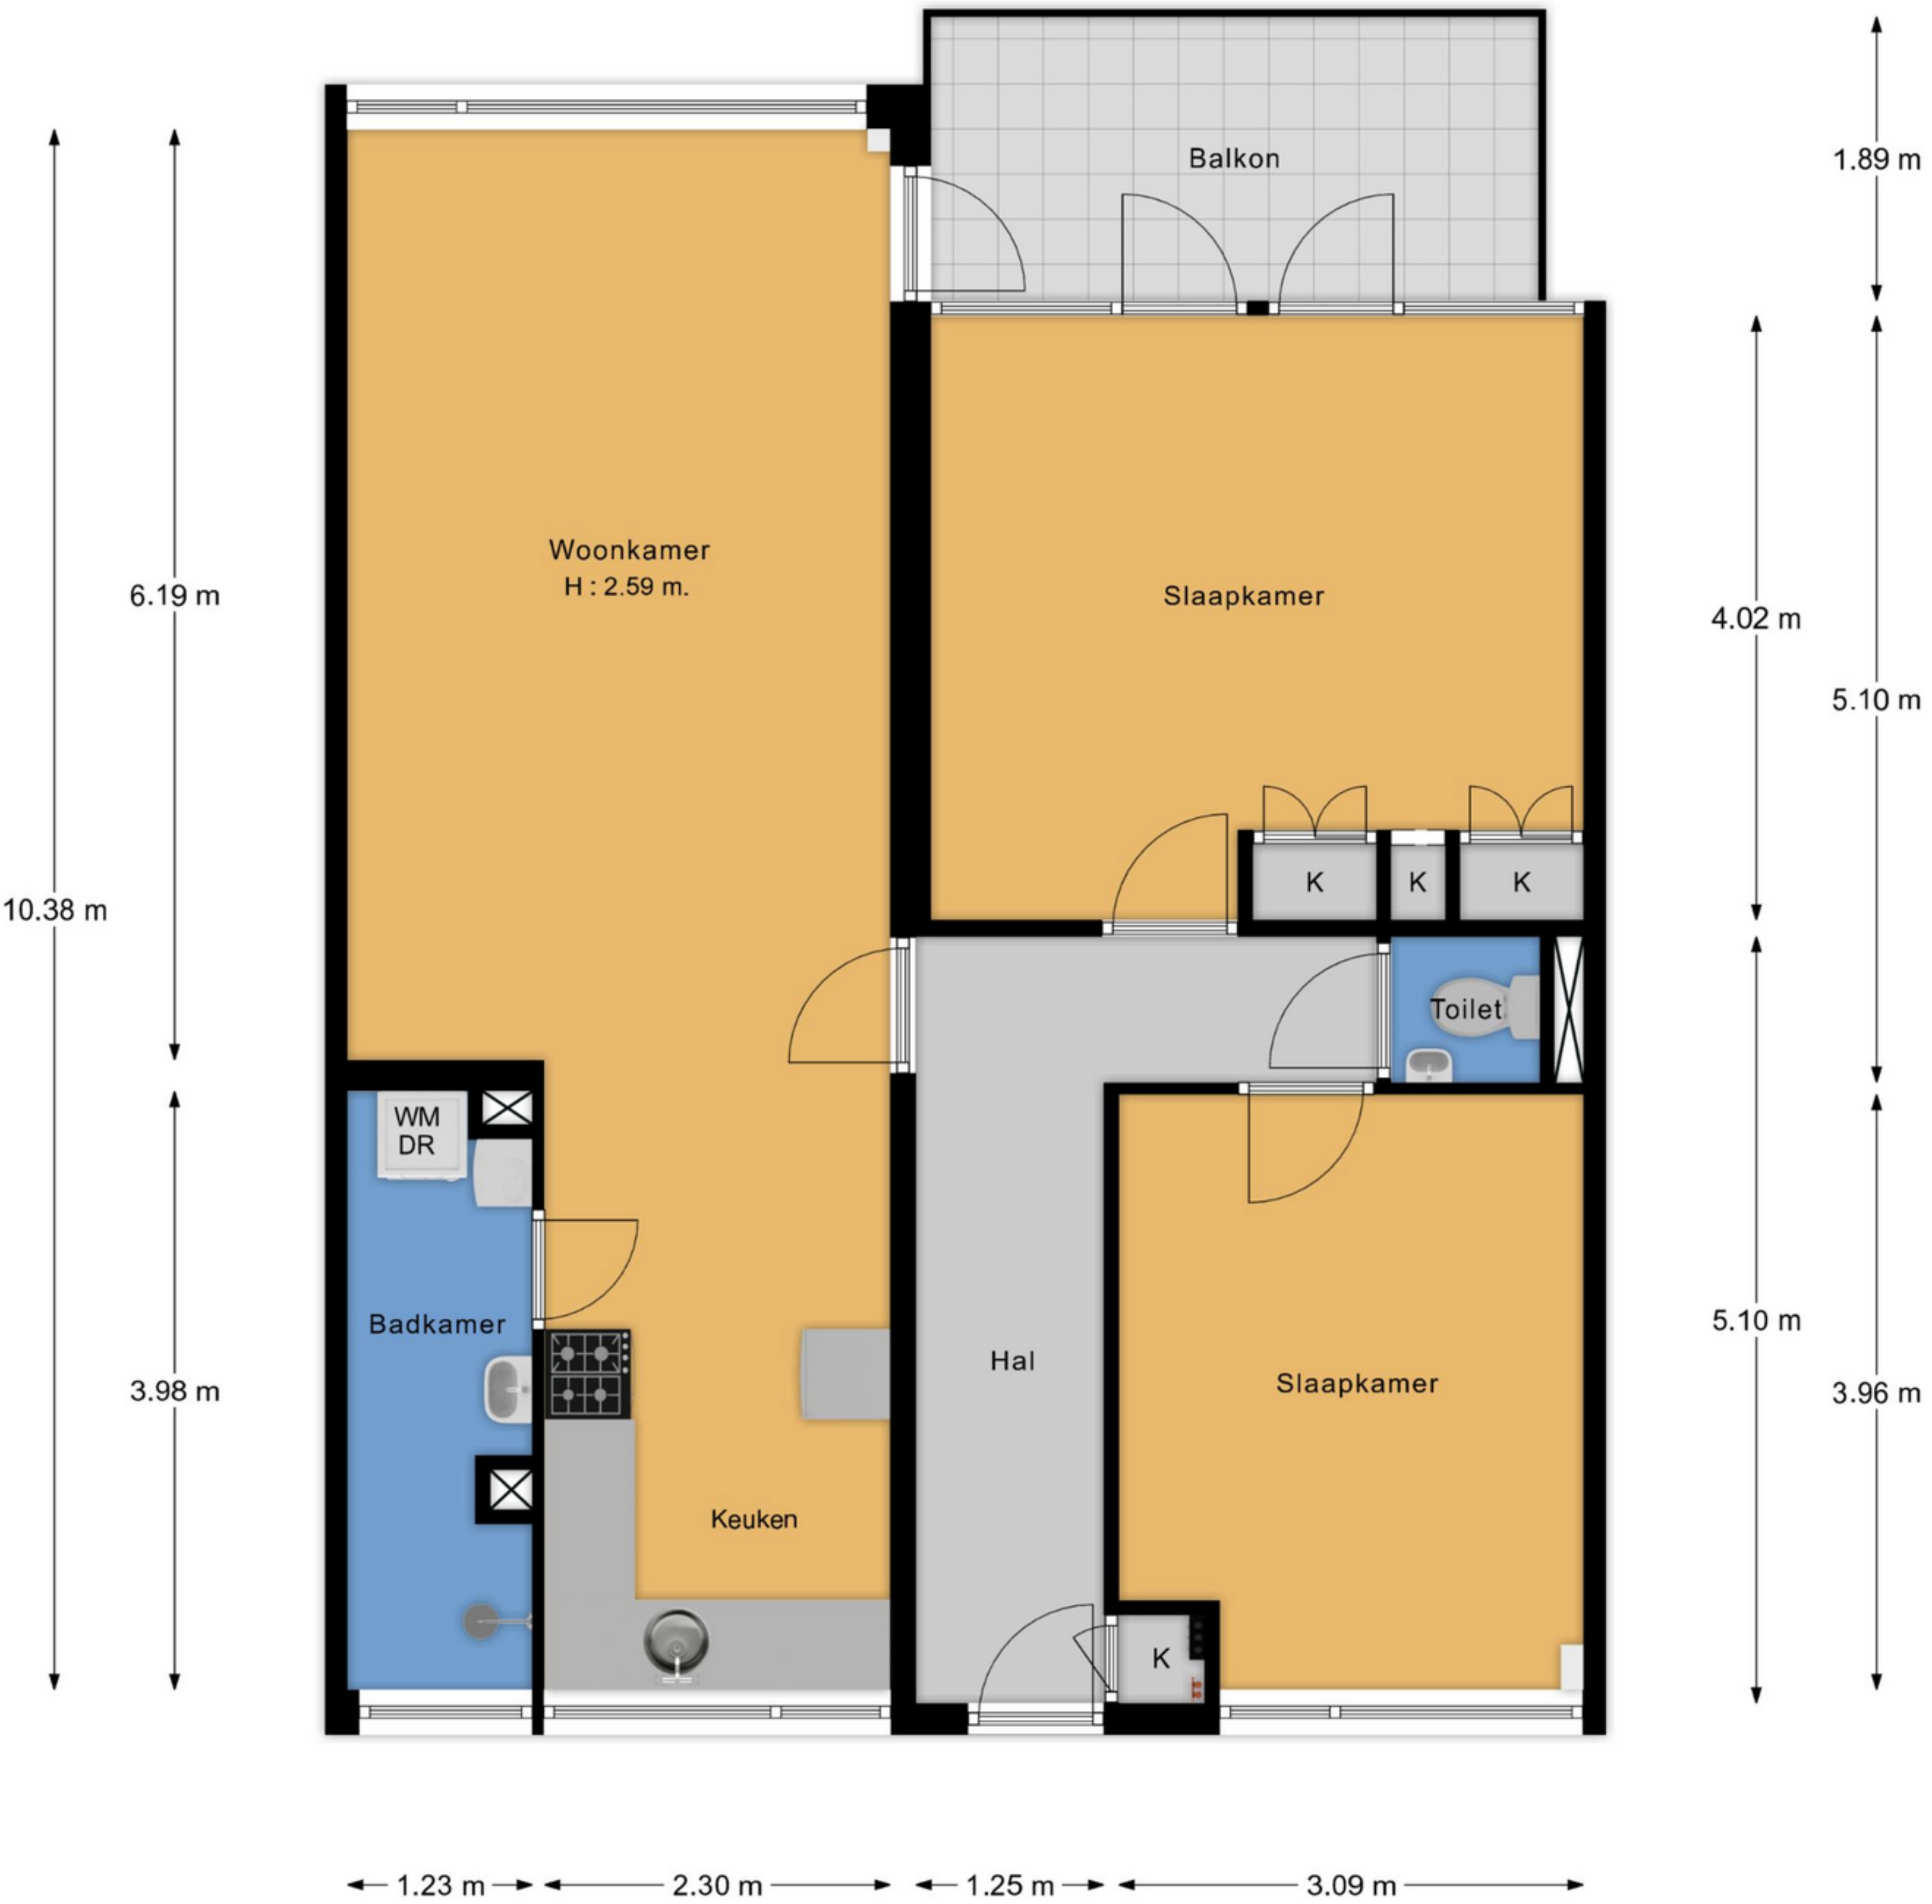 Balkon
1.89 m
Woonkamer
H : 2.59 m.
6.19 m
Slaapkamer
4.02 m
5.10 m
10.38 m
K
K
K
Toilet
WM
DR
Badkamer
Hal
5.10 m
Slaapkamer
3.98 m
3.96 m
Keuken
K
1.23 m
2.30 m
1.25 m
3.09 m